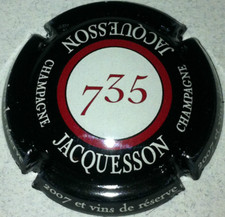 JACQUESSON
CHAMPAGNE
CHAMPAGNE
735
JACQUESSON
2007 et vins de réserve